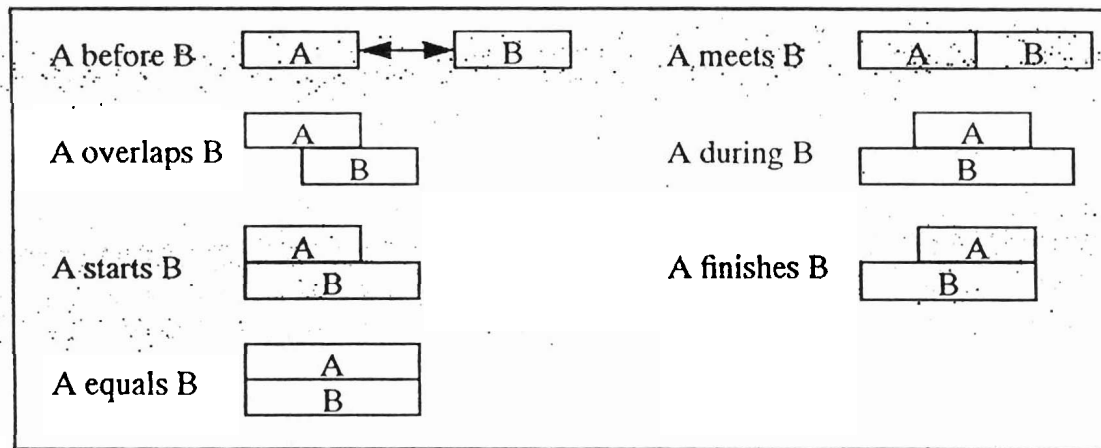 A before B A B A meets B A B
A overlaps B A B A during B A B
A starts B A B A finishes B A B
A equals B A B